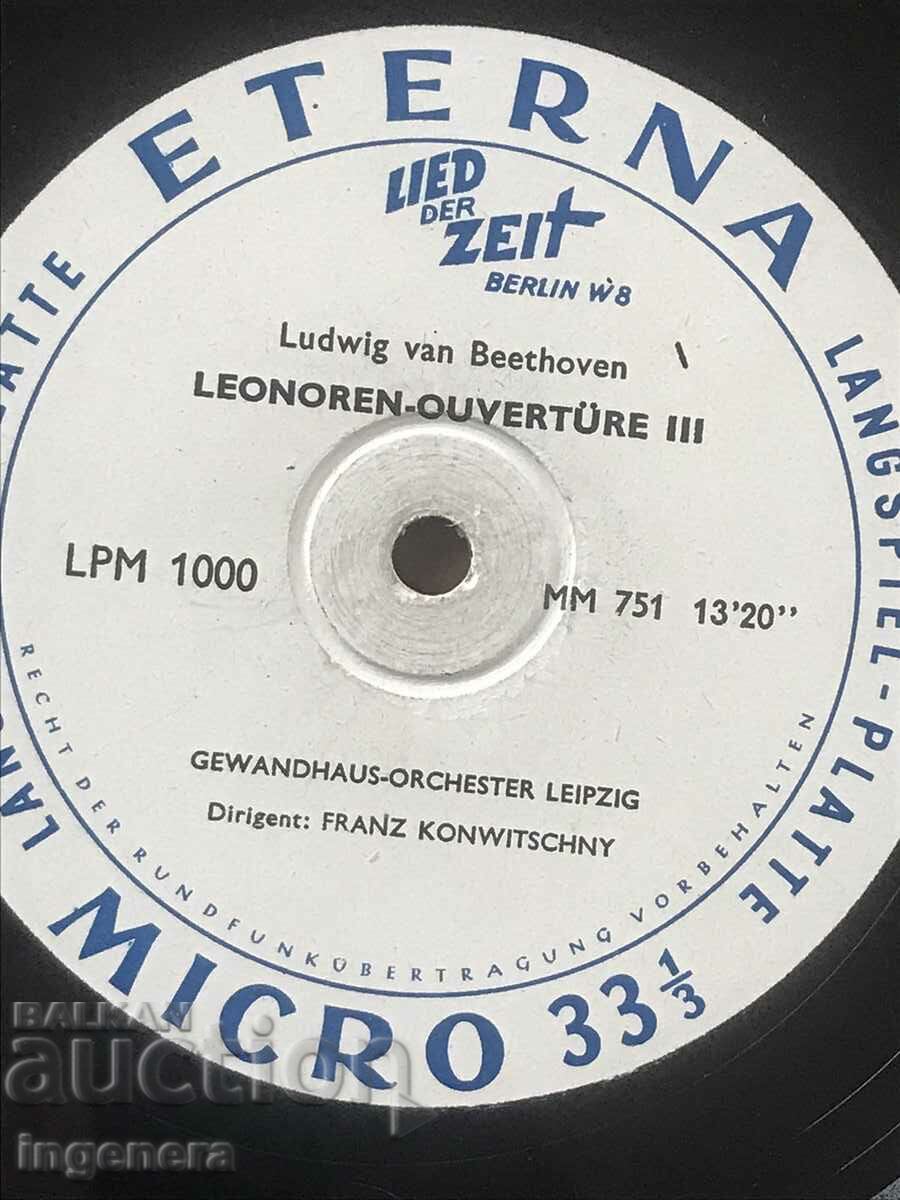 ETERNA
LIED
DER
ZEIT
BERLIN W8
Ludwig van Beethoven
LEONOREN-OUVERTÜRE III
LPM 1000
MM 751 13'20"
GEWANDHAUS-ORCHESTER LEIPZIG
Dirigent: FRANZ KONWITSCHNY
RECHT DER RUNDFUNKÜBERTRAGUNG VORBEHALTEN
LANGSPIEL-PLATTE
MICRO 33 1/3
BALKAN
auction
ingenera